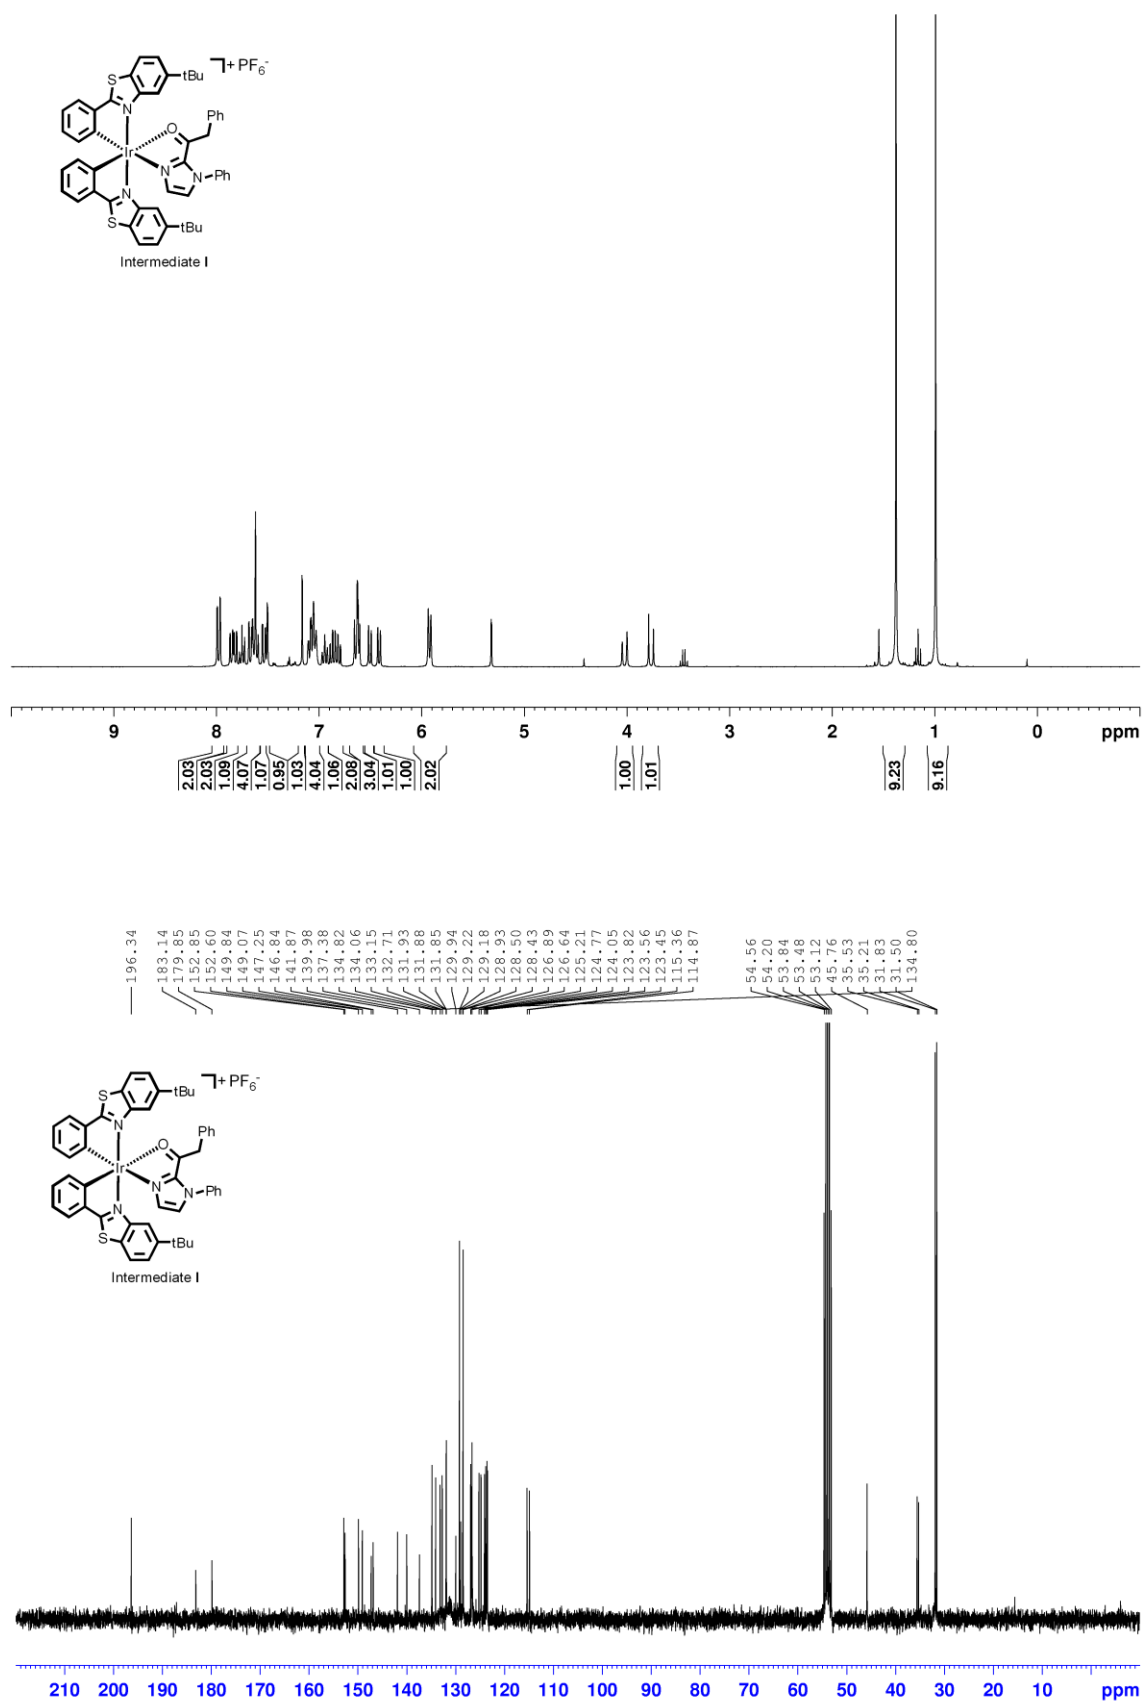 S
tBu
⁊+ PF6-
N
Ph
O
Ir
N
N
Ph
N
S
tBu
Intermediate I
9 8 7 6 5 4 3 2 1 0 ppm
2.03 2.03 1.09 4.07 1.07 0.95 1.03 4.04 1.06 2.08 3.04 1.01 1.00 2.02 1.00 1.01 9.23 9.16
196.34 183.14 179.85 152.85 152.60 149.84 149.07 147.25 146.84 141.87 139.98 137.38 134.82 134.06 133.15 132.71 131.93 131.88 131.85 129.94 129.22 129.18 128.93 128.50 128.43 126.89 126.64 125.21 124.77 124.05 123.82 123.56 123.45 115.36 114.87 54.56 54.20 53.84 53.48 53.12 45.76 35.53 35.21 31.83 31.50 134.80
S
tBu
⁊+ PF6-
N
Ph
O
Ir
N
N
Ph
N
S
tBu
Intermediate I
210 200 190 180 170 160 150 140 130 120 110 100 90 80 70 60 50 40 30 20 10 ppm